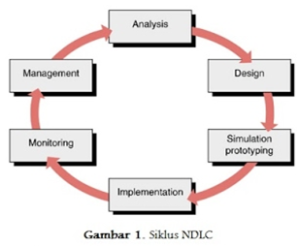 Analysis
Management
Design
Monitoring
Simulation
prototyping
Implementation
Gambar 1. Siklus NDLC